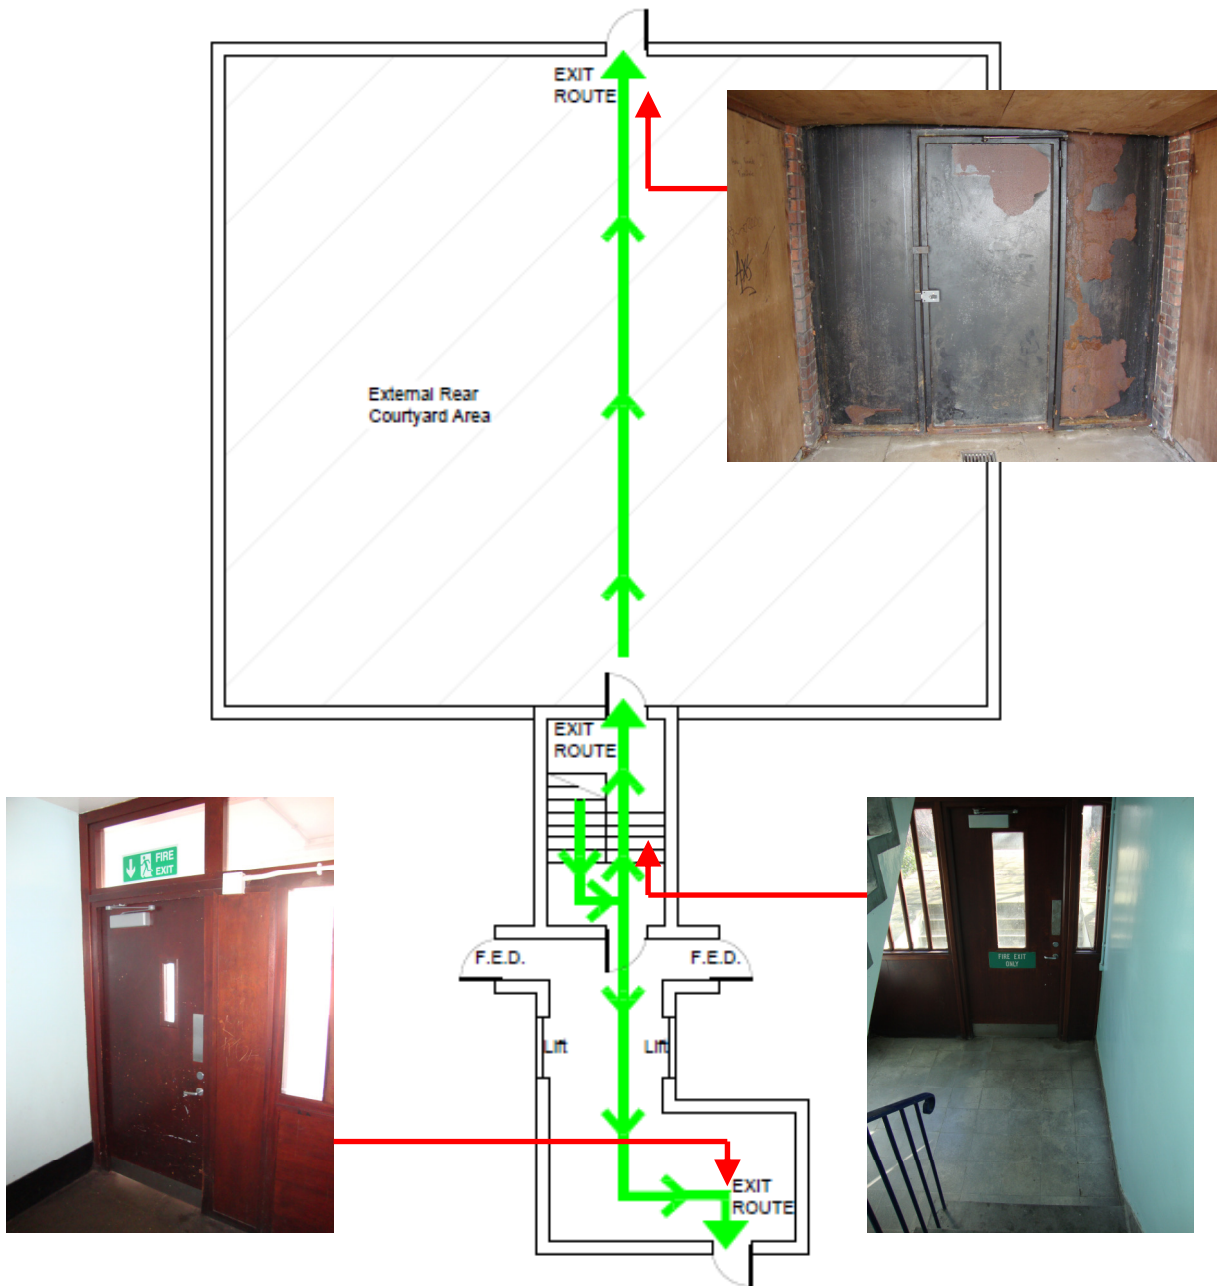 EXIT
ROUTE
External Rear
Courtyard Area
EXIT
ROUTE
FIRE
EXIT
FIRE EXIT
ONLY
F.E.D.
F.E.D.
Lift
Lift
EXIT
ROUTE